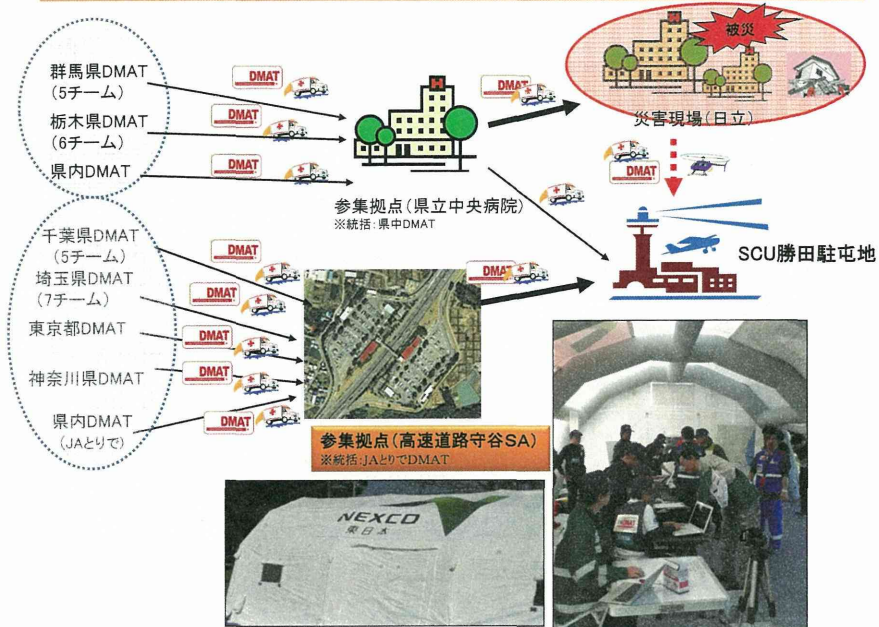 群馬県DMAT
(5チーム)
栃木県DMAT
(6チーム)
県内DMAT
千葉県DMAT
(5チーム)
埼玉県DMAT
(7チーム)
東京都DMAT
神奈川県DMAT
県内DMAT
(JAとりで)
DMAT
DMAT
DMAT
DMAT
DMAT
DMAT
DMAT
DMAT
H
参集拠点(県立中央病院)
※統括:県中DMAT
参集拠点(高速道路守谷SA)
※統括:JAとりでDMAT
DMAT
DMAT
被災
災害現場(日立)
DMAT
SCU勝田駐屯地
NEXCO
東日本
DMAT